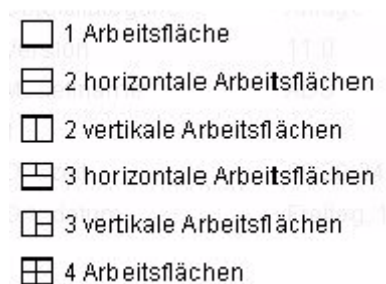 1 Arbeitsfläche
2 horizontale Arbeitsflächen
2 vertikale Arbeitsflächen
3 horizontale Arbeitsflächen
3 vertikale Arbeitsflächen
4 Arbeitsflächen